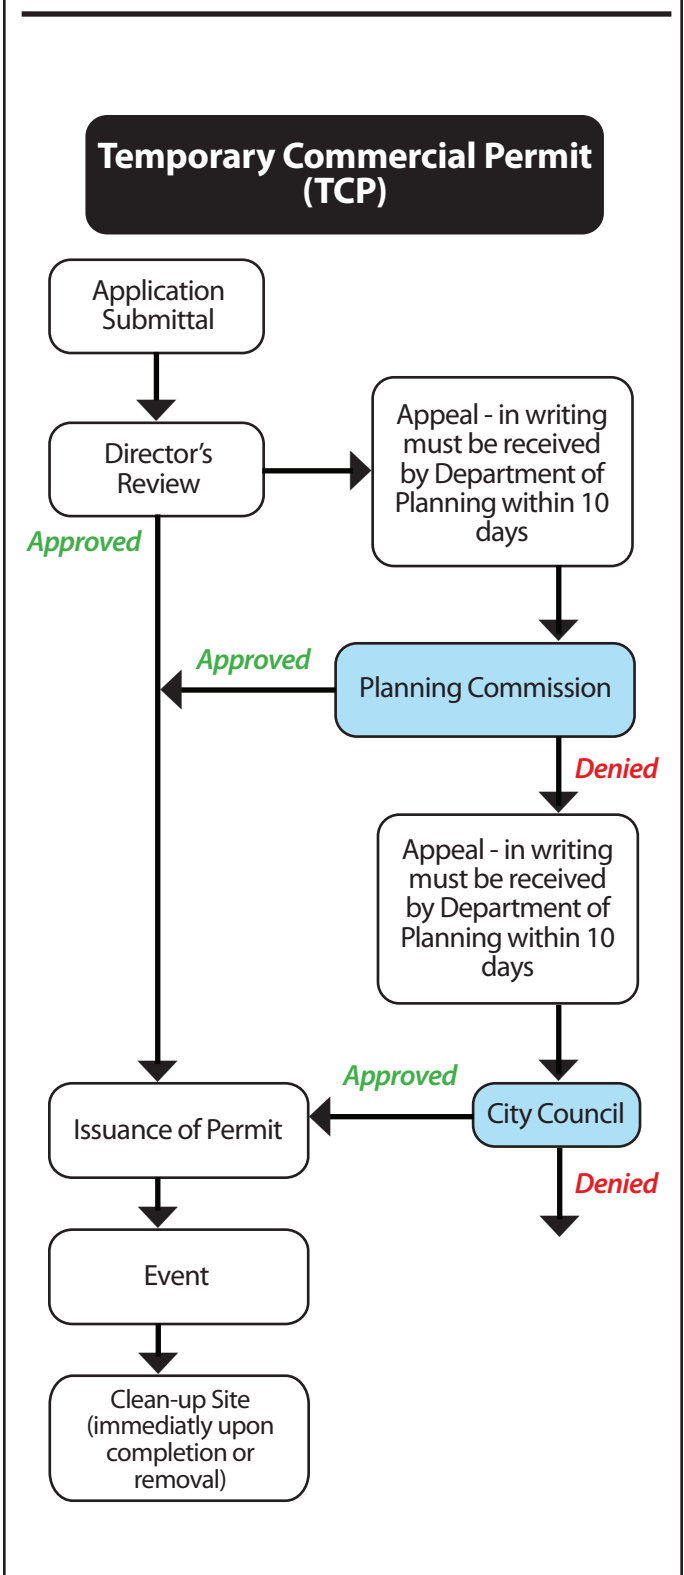 Temporary Commercial Permit
(TCP)
Application
Submittal
Director's
Review
Appeal - in writing
must be received
by Department of
Planning within 10
days
Approved
Approved
Planning Commission
Denied
Appeal - in writing
must be received
by Department of
Planning within 10
days
Approved
City Council
Issuance of Permit
Denied
Event
Clean-up Site
(immediatly upon
completion or
removal)